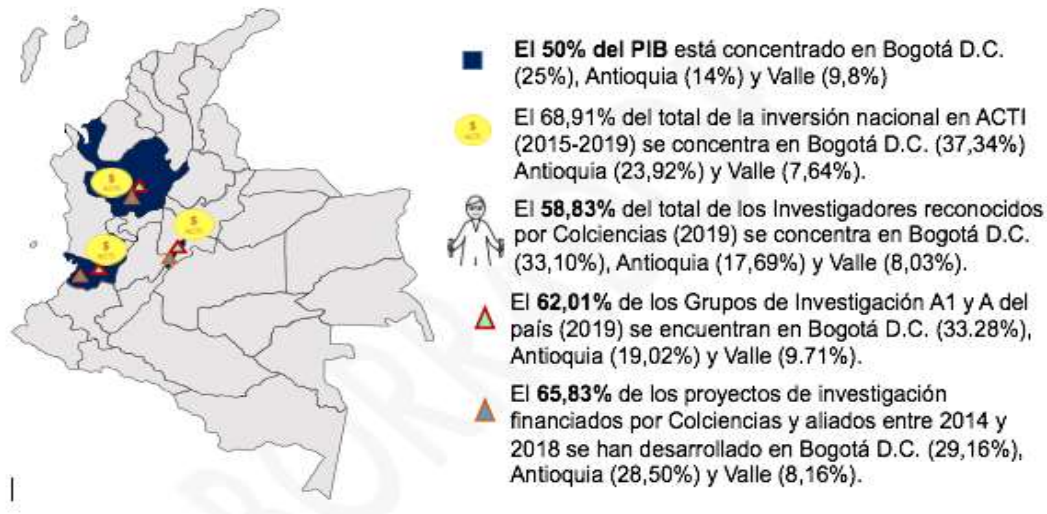 El 50% del PIB está concentrado en Bogotá D.C.
(25%), Antioquia (14%) y Valle (9,8%)
El 68,91% del total de la inversión nacional en ACTI
(2015-2019) se concentra en Bogotá D.C. (37,34%)
Antioquia (23,92%) y Valle (7,64%).
El 58,83% del total de los Investigadores reconocidos
por Colciencias (2019) se concentra en Bogotá D.C.
(33,10%), Antioquia (17,69%) y Valle (8,03%).
El 62,01% de los Grupos de Investigación A1 y A del
país (2019) se encuentran en Bogotá D.C. (33.28%),
Antioquia (19,02%) y Valle (9.71%).
El 65,83% de los proyectos de investigación
financiados por Colciencias y aliados entre 2014 y
2018 se han desarrollado en Bogotá D.C. (29,16%),
Antioquia (28,50%) y Valle (8,16%).